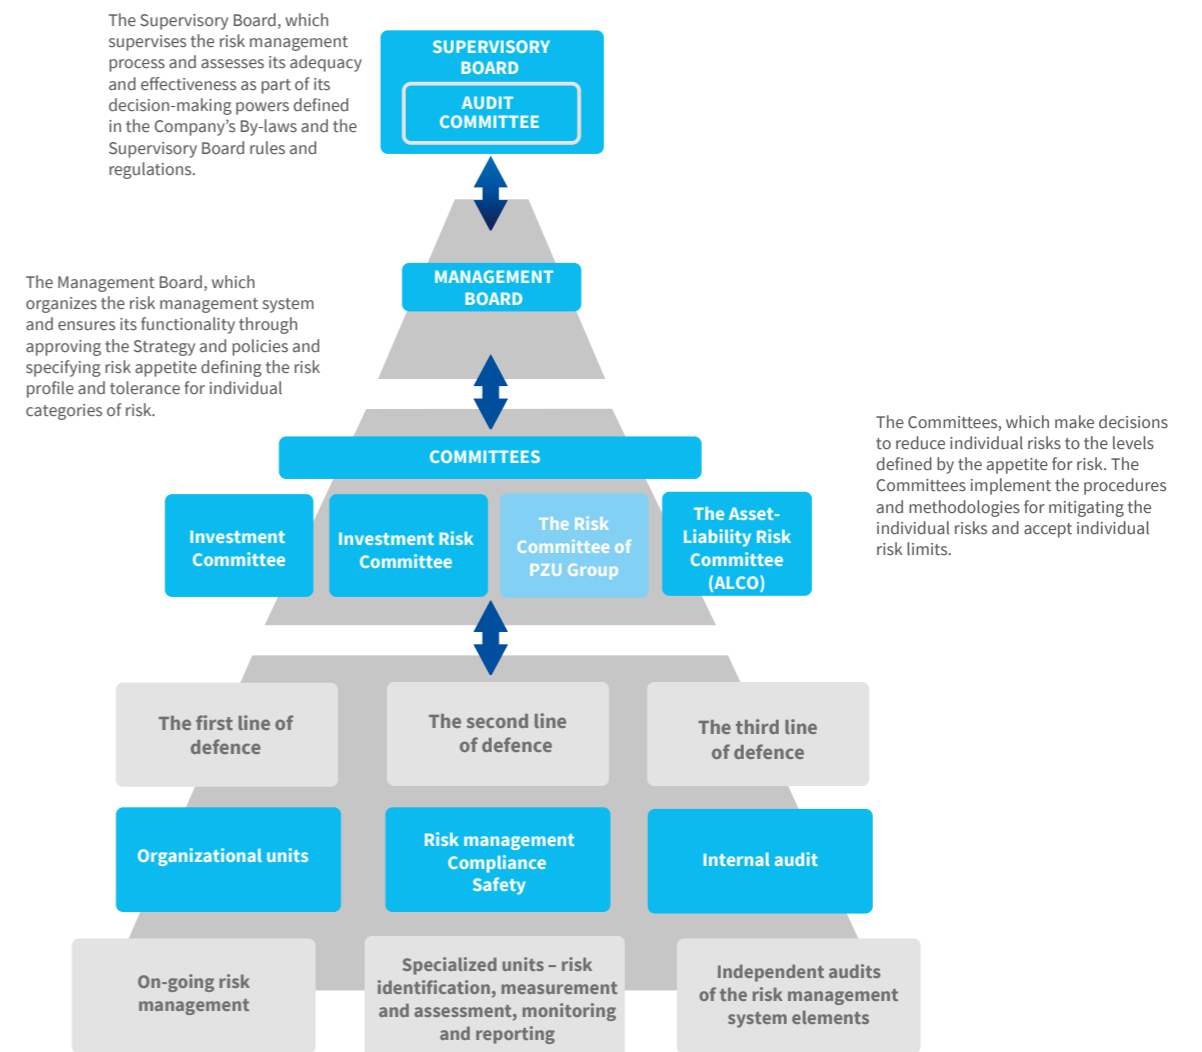 The Supervisory Board, which
supervises the risk management
process and assesses its adequacy
and effectiveness as part of its
decision-making powers defined
in the Company's By-laws and the
Supervisory Board rules and
regulations.
SUPERVISORY
BOARD
AUDIT
COMMITTEE
The Management Board, which
organizes the risk management system
and ensures its functionality through
approving the Strategy and policies and
specifying risk appetite defining the risk
profile and tolerance for individual
categories of risk.
MANAGEMENT
BOARD
The Committees, which make decisions
to reduce individual risks to the levels
defined by the appetite for risk. The
Committees implement the procedures
and methodologies for mitigating the
individual risks and accept individual
risk limits.
COMMITTEES
Investment
Committee
Investment Risk
Committee
The Risk
Committee of
PZU Group
The Asset-
Liability Risk
Committee
(ALCO)
The first line of
defence
The second line
of defence
The third line
of defence
Organizational units
Risk management
Compliance
Safety
Internal audit
On-going risk
management
Specialized units – risk
identification, measurement
and assessment, monitoring
and reporting
Independent audits
of the risk management
system elements